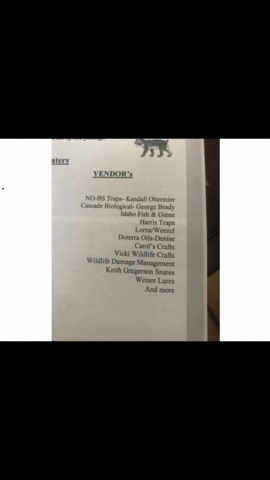 aters
VENDOR's
NO-BS Traps- Kendall Obermier
Cascade Biological- George Brady
Idaho Fish & Game
Harris Traps
Lorna/Weezel
Doterra Oils-Denise
Carol's Crafts
Vicki Wildlife Crafts
Wildlife Damage Management
Keith Gregerson Snares
Weiser Lures
And more